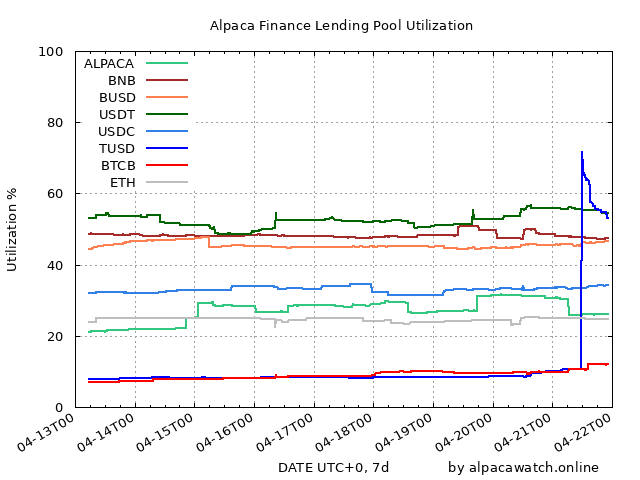 Alpaca Finance Lending Pool Utilization
100
80
60
40
20
0
Utilization %
ALPACA
BNB
BUSD
USDT
USDC
TUSD
BTCB
ETH
04-13T00
04-14T00
04-15T00
04-16T00
04-17T00
04-18T00
04-19T00
04-20T00
04-21T00
04-22T00
DATE UTC+0, 7d
by alpacawatch.online